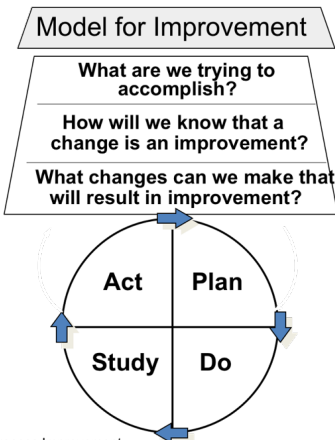 Model for Improvement
What are we trying to
accomplish?
How will we know that a
change is an improvement?
What changes can we make that
will result in improvement?
Act Plan
Study Do